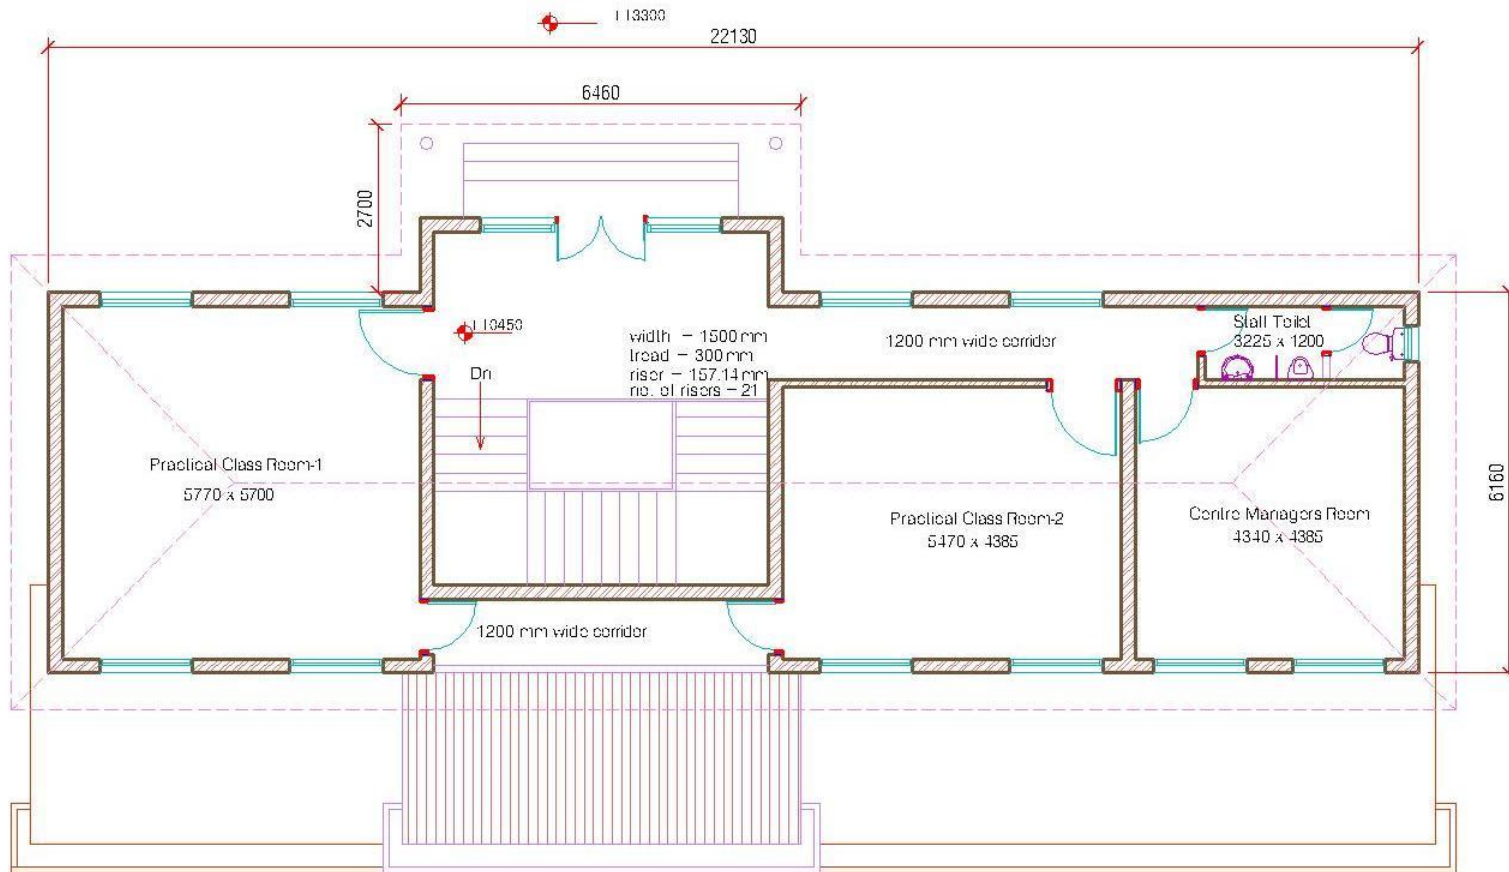 113300
22130
6460
2700
110450
width - 1500 mm
tread - 300 mm
riser - 157.14 mm
no. of risers - 21
Dn
1200 mm wide corridor
Staff Toilet
3225 x 1200
Practical Class Room-1
5770 x 5700
Practical Class Room-2
5470 x 4385
Centre Managers Room
4340 x 4385
6160
1200 mm wide corridor